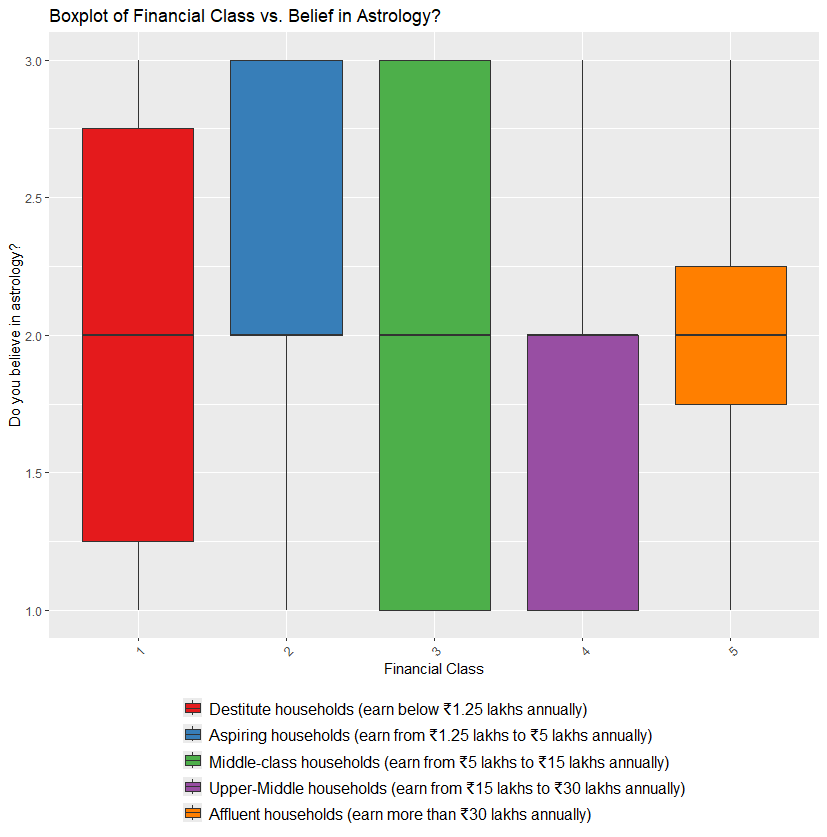 Boxplot of Financial Class vs. Belief in Astrology?
Do you believe in astrology?
3.0
2.5
2.0
1.5
1.0
1
2
3
4
5
Financial Class
Destitute households (earn below ₹1.25 lakhs annually)
Aspiring households (earn from ₹1.25 lakhs to ₹5 lakhs annually)
Middle-class households (earn from ₹5 lakhs to ₹15 lakhs annually)
Upper-Middle households (earn from ₹15 lakhs to ₹30 lakhs annually)
Affluent households (earn more than ₹30 lakhs annually)